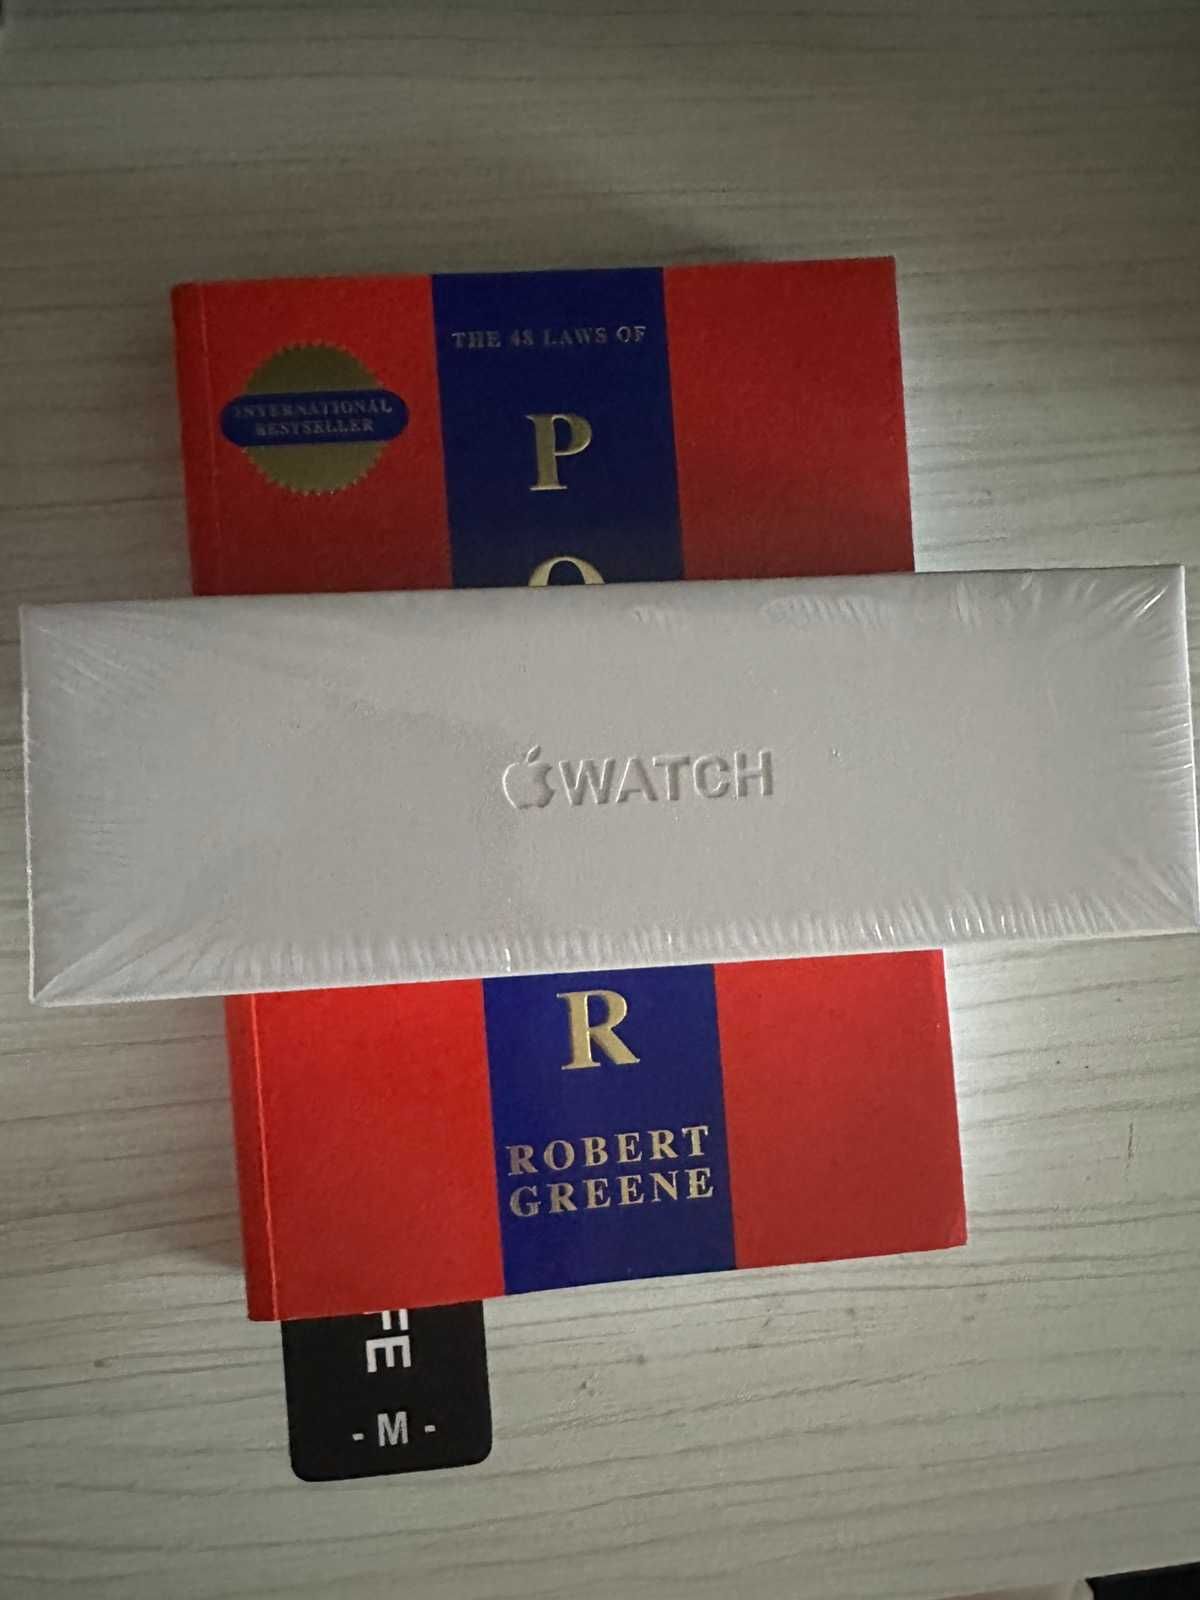 THE 48 LAWS OF
INTERNATIONAL
BESTSELLER
P
O
WATCH
R
ROBERT
GREENE
FE
- M -